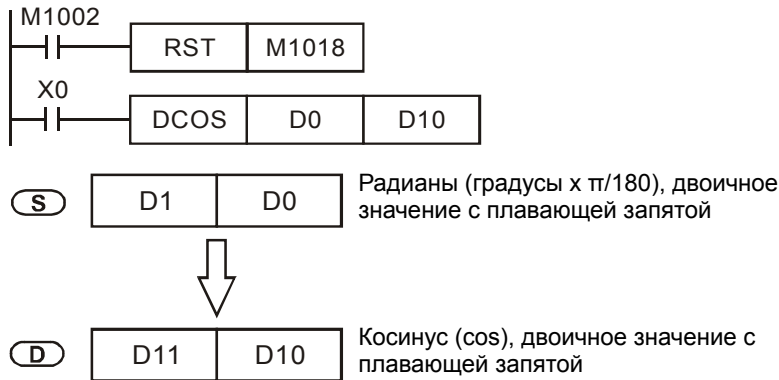 M1002
RST M1018
X0
DCOS D0 D10
S D1 D0 Радианы (градусы х π/180), двоичное
значение с плавающей запятой
D D11 D10 Косинус (cos), двоичное значение с
плавающей запятой